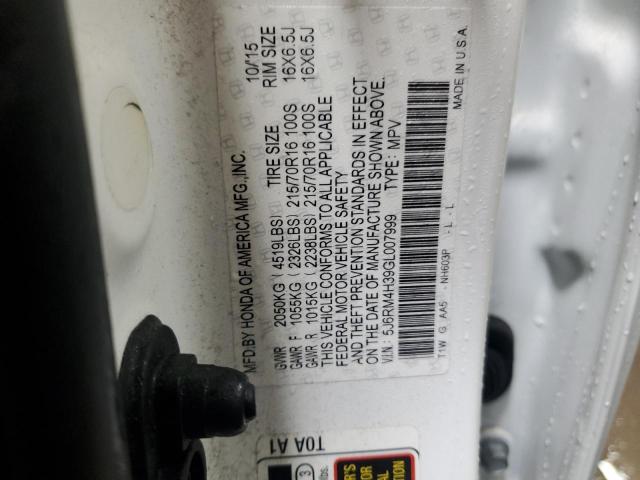 MFD.BY HONDA OF AMERICA MFG.,INC. 10/'15
GVWR 2050KG ( 4519LBS) TIRE SIZE RIM SIZE
GAWR F 1055KG ( 2326LBS) 215/70R16 100S 16X6.5J
GAWR R 1015KG ( 2238LBS) 215/70R16 100S 16X6.5J
THIS VEHICLE CONFORMS TO ALL APPLICABLE
FEDERAL MOTOR VEHICLE SAFETY
AND THEFT PREVENTION STANDARDS IN EFFECT
ON THE DATE OF MANUFACTURE SHOWN ABOVE.
V.I.N: 5J6RM4H39GL007999 TYPE: MPV
T1W G AA5 - NH603P - L - L MADE IN U.S.A.
T0A A1
3